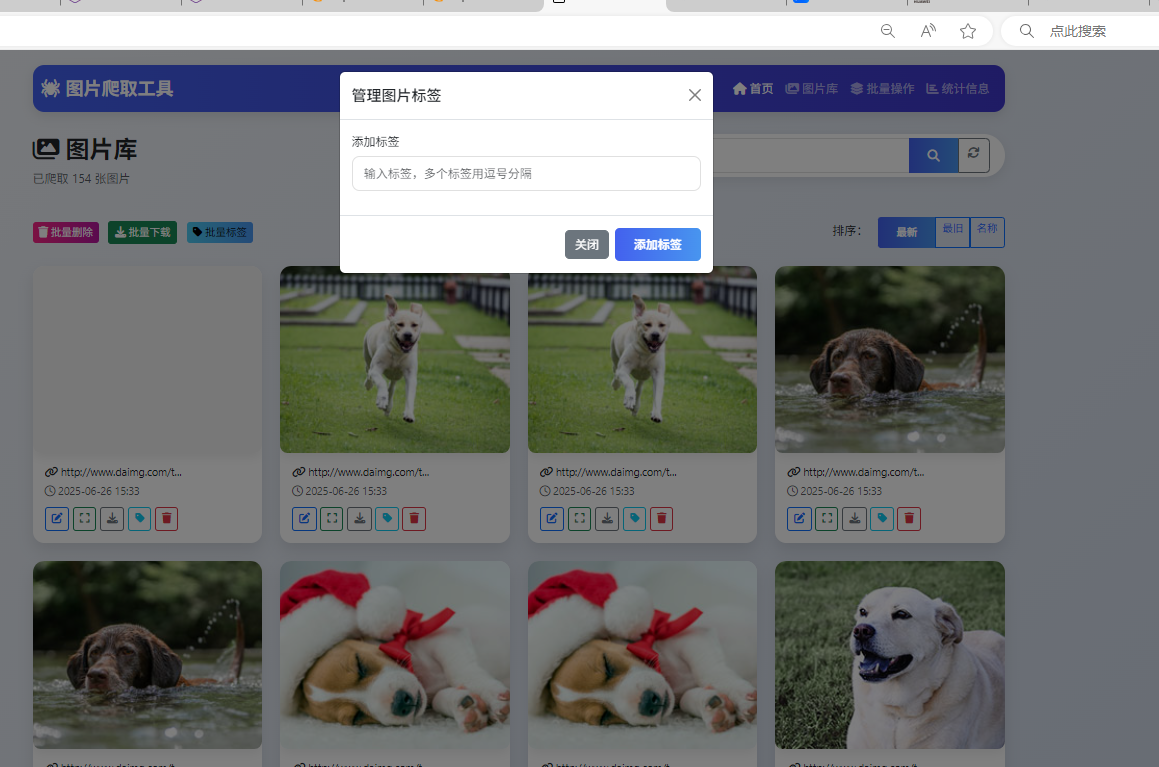 点此搜索
图片爬取工具
首页 图片库 批量操作 统计信息
管理图片标签
添加标签
输入标签，多个标签用逗号分隔
关闭 添加标签
图片库
已爬取 154 张图片
批量删除 批量下载 批量标签
排序： 最新 最旧 名称
http://www.daimg.com/t... http://www.daimg.com/t... http://www.daimg.com/t... http://www.daimg.com/t...
2025-06-26 15:33 2025-06-26 15:33 2025-06-26 15:33 2025-06-26 15:33